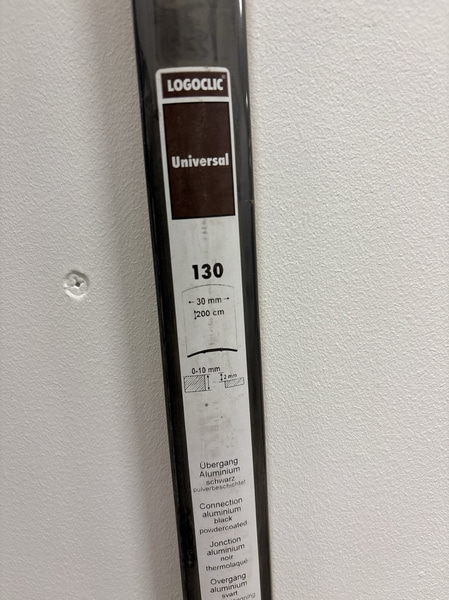 LOGOCLIC®
Universal
130
30 mm
200 cm
0-10 mm
2 mm
Übergang
Aluminium
schwarz
pulverbeschichtet
Connection
aluminium
black
powdercoated
Jonction
aluminium
noir
thermolaqué
Overgang
aluminium
svart